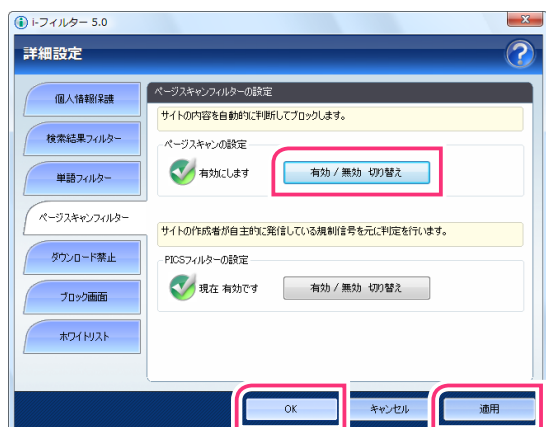 i-フィルター 5.0
詳細設定
?
個人情報保護
検索結果フィルター
単語フィルター
ページスキャンフィルター
ダウンロード禁止
ブロック画面
ホワイトリスト
ページスキャンフィルターの設定
サイトの内容を自動的に判断してブロックします。
ページスキャンの設定
有効にします
有効 / 無効 切り替え
サイトの作成者が自主的に発信している規制信号を元に判定を行います。
PICSフィルターの設定
現在 有効です
有効 / 無効 切り替え
OK
キャンセル
適用